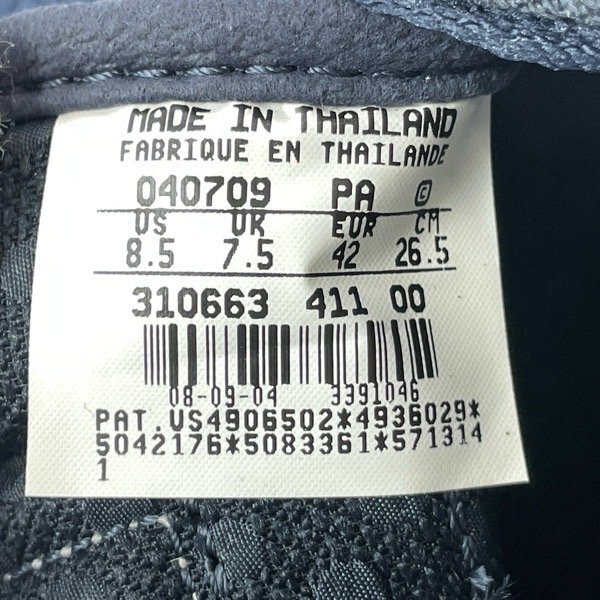 MADE IN THAILAND
FABRIQUE EN THAILANDE
040709 PA ©
US UK EUR CM
8.5 7.5 42 26.5
310663 411 00
08-09-04 3391046
PAT.US4906502*4936029*
5042176*5083361*571314
1